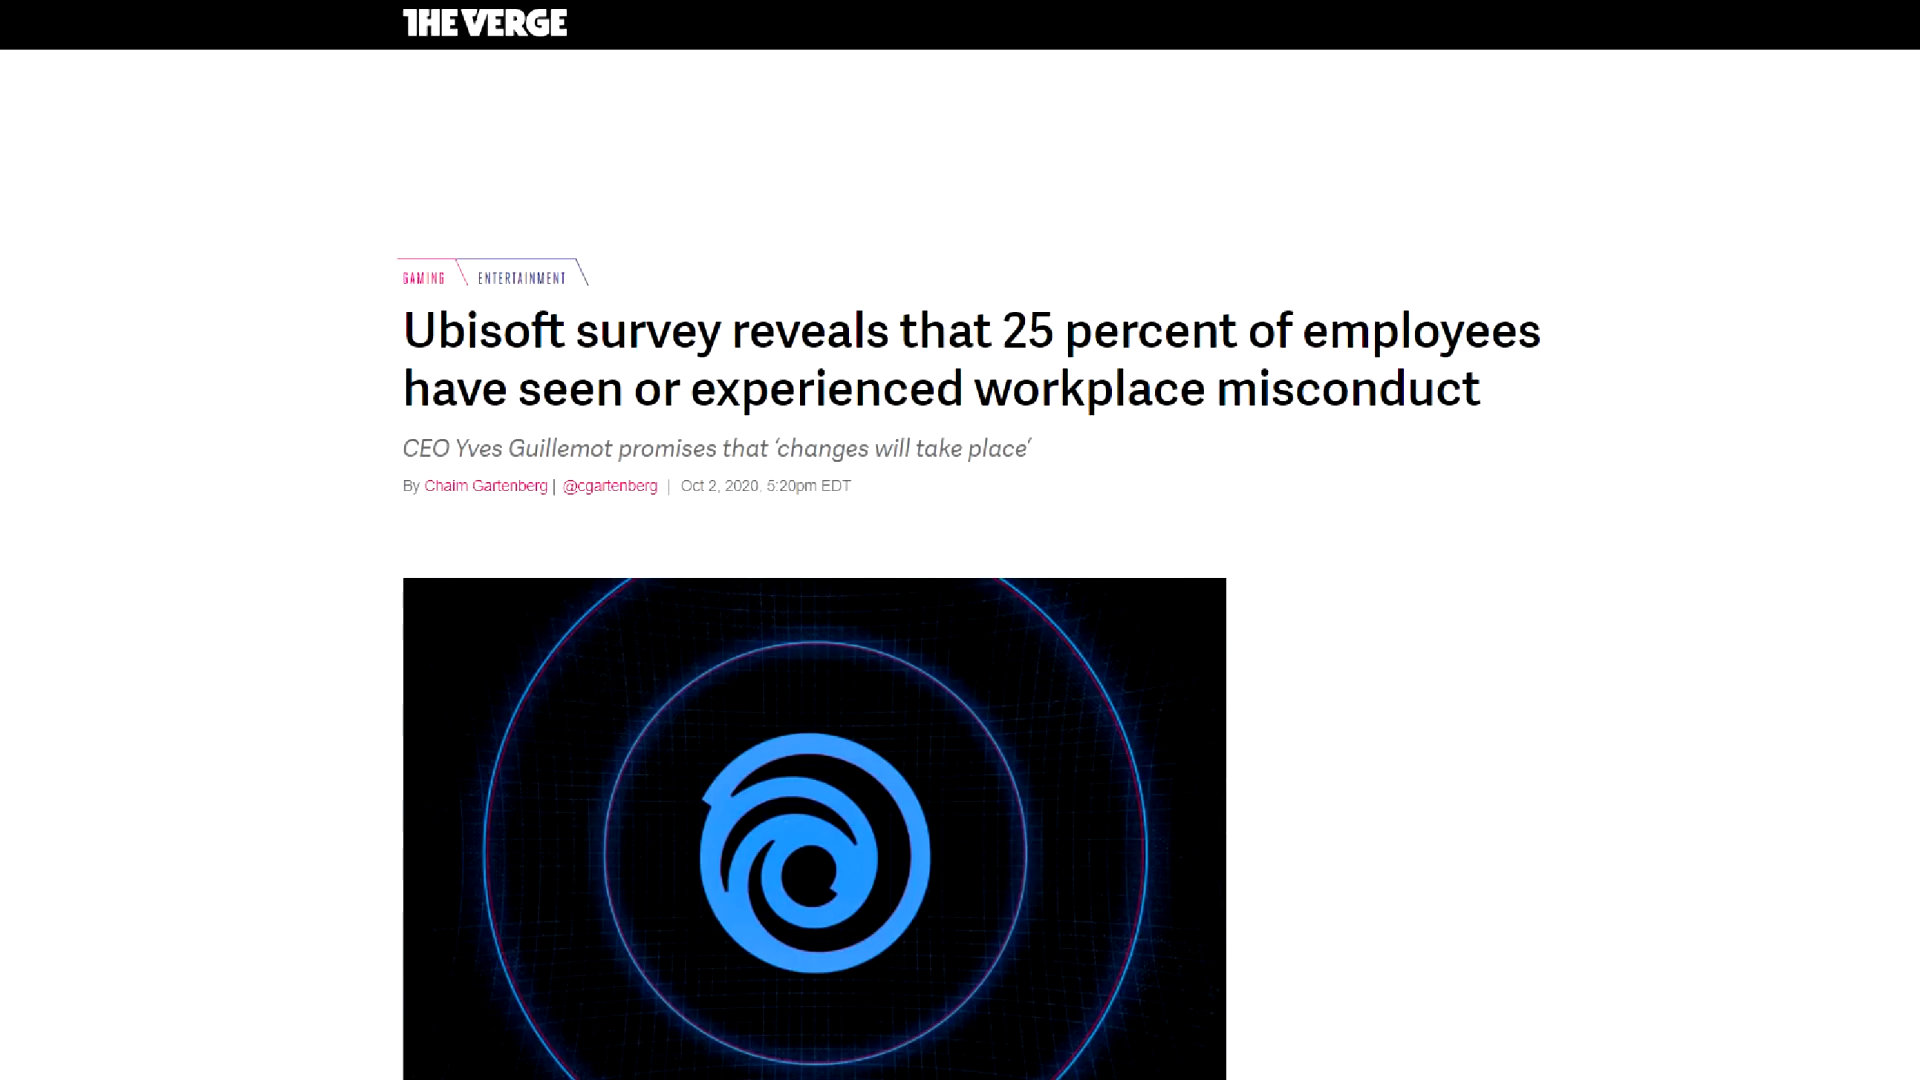 THE VERGE
GAMING ENTERTAINMENT
Ubisoft survey reveals that 25 percent of employees
have seen or experienced workplace misconduct
CEO Yves Guillemot promises that ‘changes will take place’
By Chaim Gartenberg | @cgartenberg | Oct 2, 2020, 5:20pm EDT